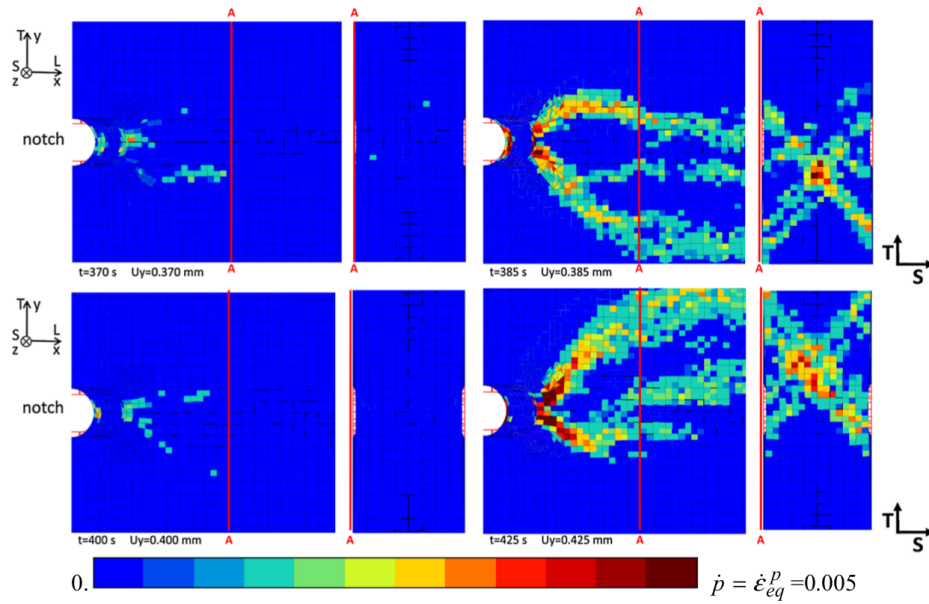 A A A A
T y
S L
z x
notch
A A A A
t=370 s Uy=0.370 mm t=385 s Uy=0.385 mm
T
S
T y
S L
z x
notch
t=400 s Uy=0.400 mm A A t=425 s Uy=0.425 mm A A
T
S
0. ṗ = ε̇ᵖₑq =0.005